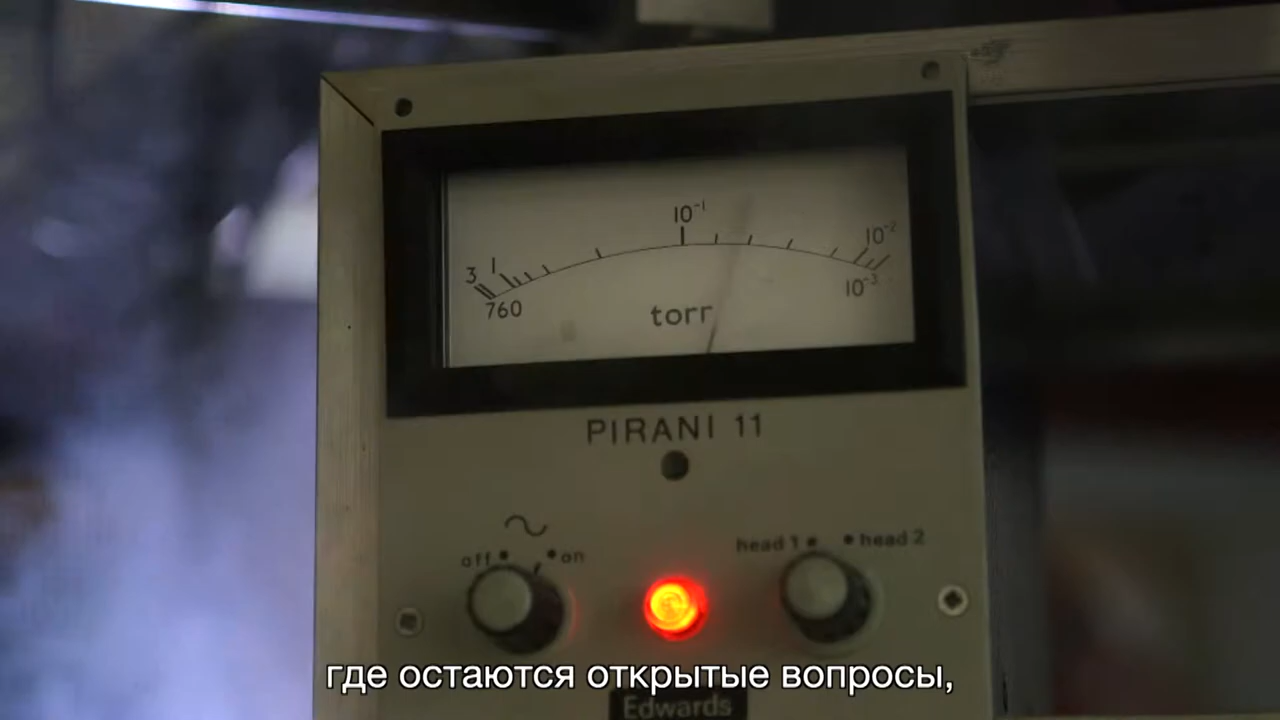 10⁻¹
3 1 10⁻²
760 torr 10⁻³
PIRANI 11
off on
head 1 head 2
где остаются открытые вопросы,
Edwards